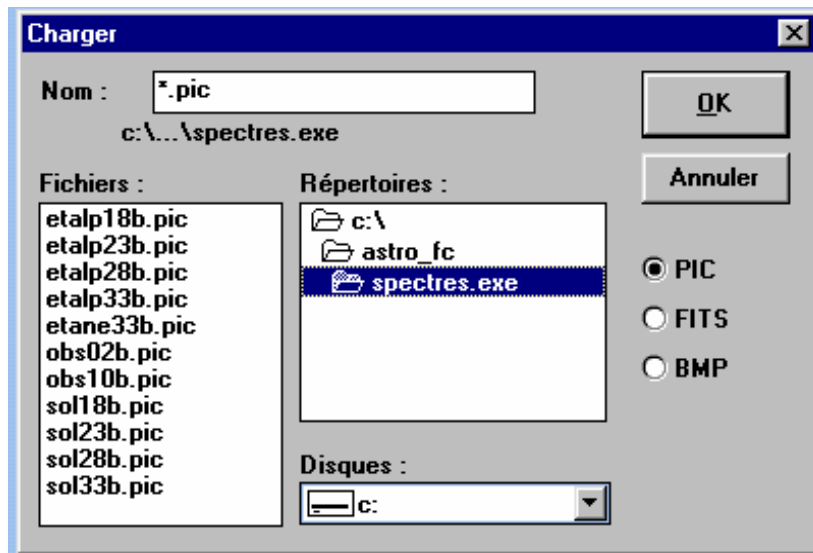 Charger
Nom :
*.pic
c:\...\spectres.exe
OK
Annuler
Fichiers :
etalp18b.pic
etalp23b.pic
etalp28b.pic
etalp33b.pic
etane33b.pic
obs02b.pic
obs10b.pic
sol18b.pic
sol23b.pic
sol28b.pic
sol33b.pic
Répertoires :
c:\
astro_fc
spectres.exe
Disques :
c:
PIC
FITS
BMP